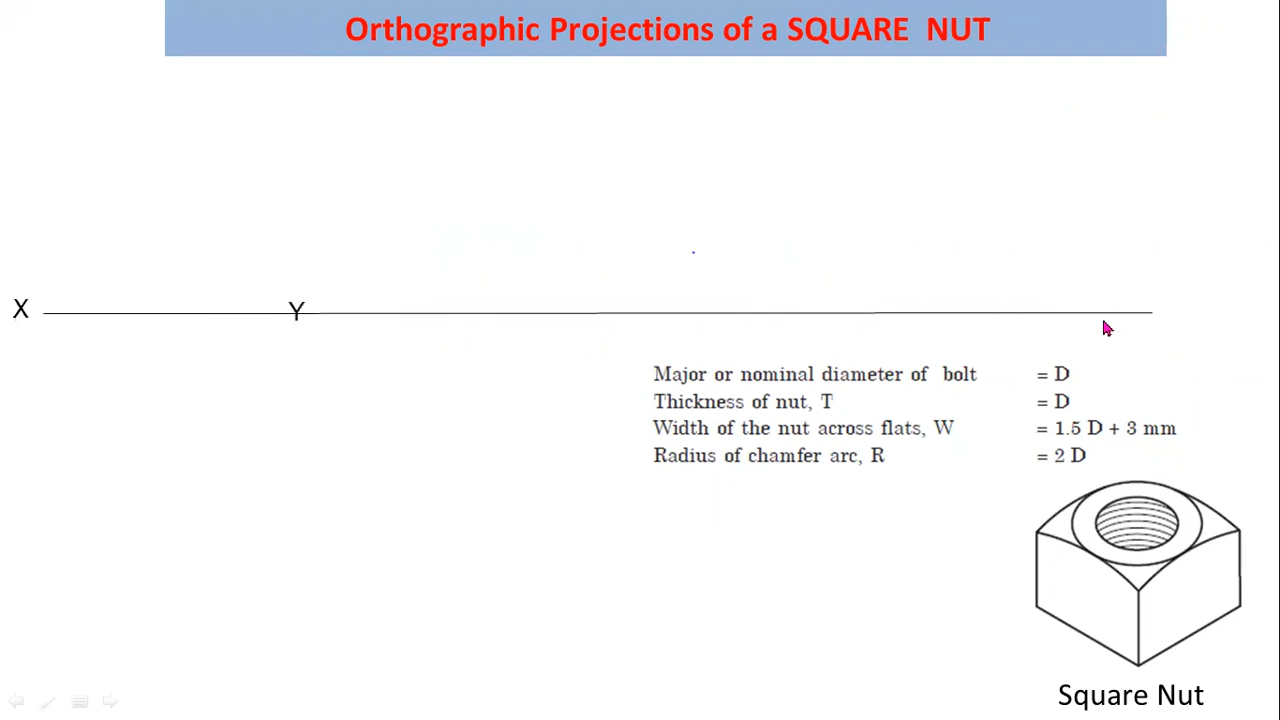 Orthographic Projections of a SQUARE NUT
X Y
Major or nominal diameter of bolt = D
Thickness of nut, T = D
Width of the nut across flats, W = 1.5 D + 3 mm
Radius of chamfer arc, R = 2 D
Square Nut